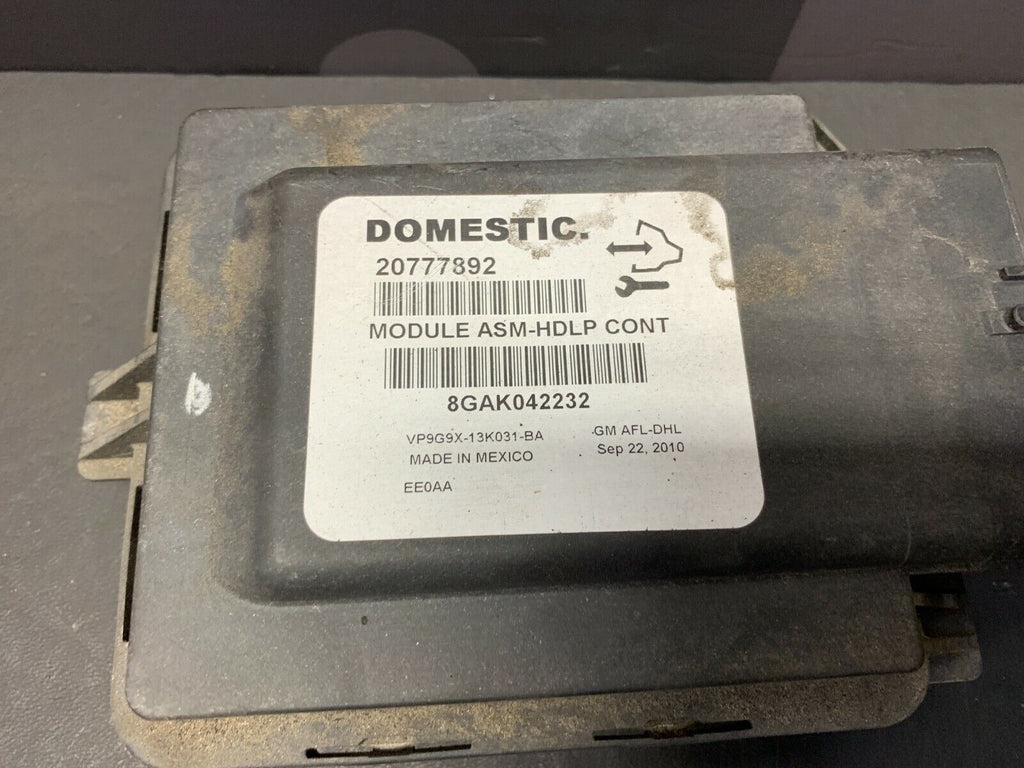 DOMESTIC.
20777892
MODULE ASM-HDLP CONT
8GAK042232
VP9G9X-13K031-BA GM AFL-DHL
MADE IN MEXICO Sep 22, 2010
EE0AA